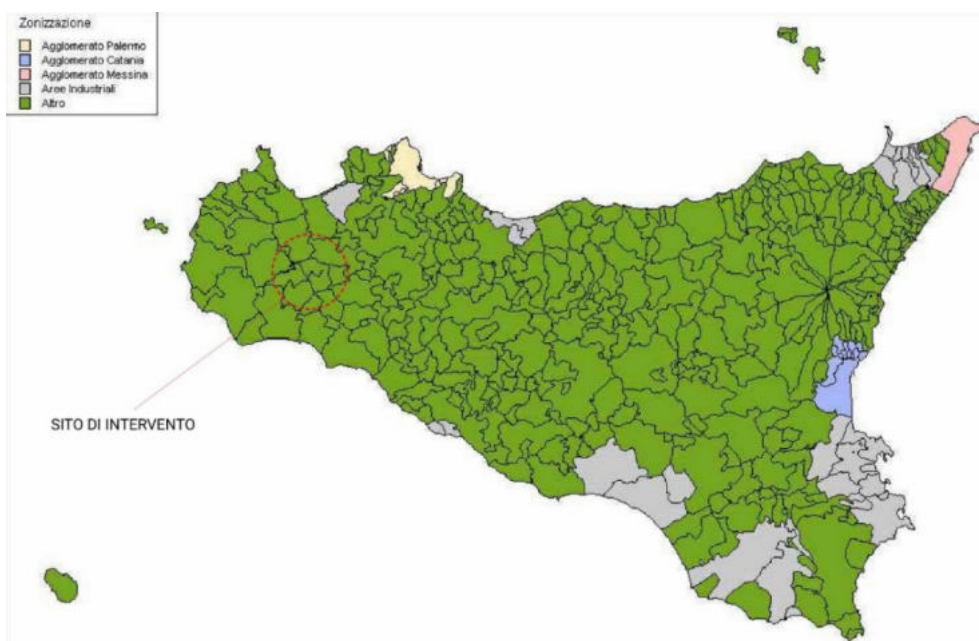 Zonizzazione
Agglomerato Palermo
Agglomerato Catania
Agglomerato Messina
Aree Industriali
Altro
SITO DI INTERVENTO